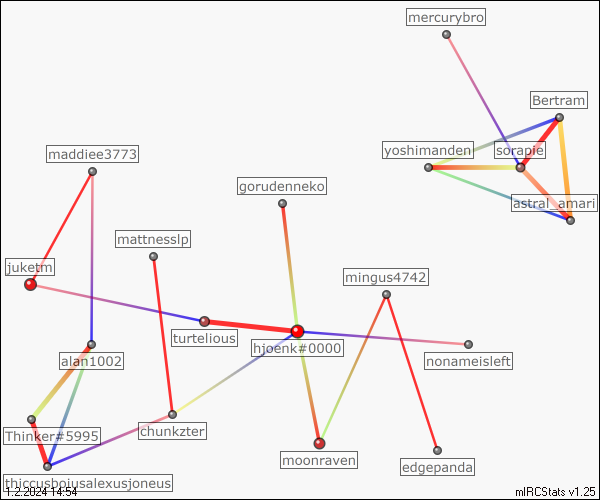 mercurybro
Bertram
yoshimanden
sorapie
maddiee3773
gorudenneko
astral_amari
mattnesslp
juketm
mingus4742
turtelious
hjoenk#0000
alan1002
nonameisleft
Thinker#5995
chunkzter
moonraven
edgepanda
thiccusboiusalexusjoneus
1.2.2024 14:54
mIRCStats v1.25